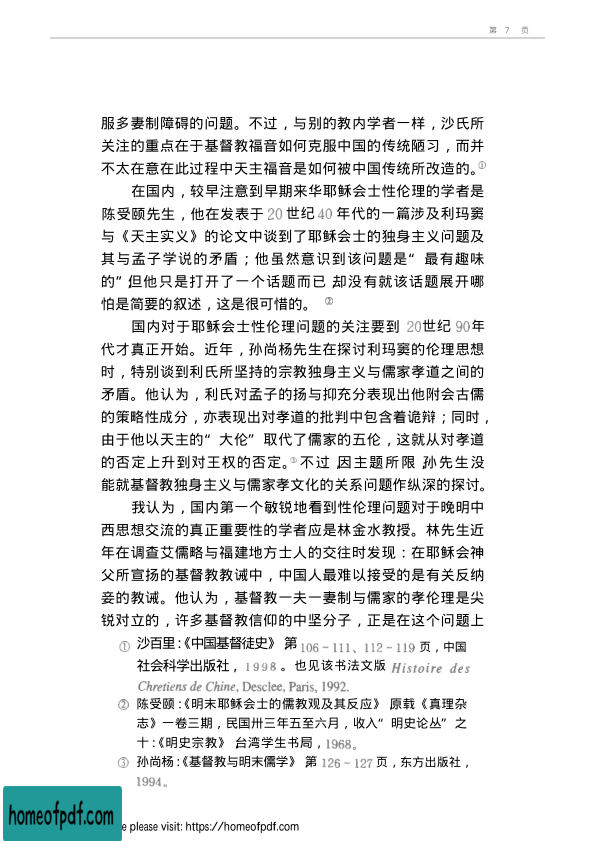 第 7 页
服多妻制障碍的问题。不过，与别的教内学者一样，沙氏所
关注的重点在于基督教福音如何克服中国的传统陋习，而并
不太在意在此过程中天主福音是如何被中国传统所改造的。①
在国内，较早注意到早期来华耶稣会士性伦理的学者是
陈受颐先生，他在发表于 20 世纪 40 年代的一篇涉及利玛窦
与《天主实义》的论文中谈到了耶稣会士的独身主义问题及
其与孟子学说的矛盾；他虽然意识到该问题是“ 最有趣味
的”,但他只是打开了一个话题而已,却没有就该话题展开哪
怕是简要的叙述，这是很可惜的。 ②
国内对于耶稣会士性伦理问题的关注要到 20世纪 90年
代才真正开始。近年，孙尚杨先生在探讨利玛窦的伦理思想
时，特别谈到利氏所坚持的宗教独身主义与儒家孝道之间的
矛盾。他认为，利氏对孟子的扬与抑充分表现出他附会古儒
的策略性成分，亦表现出对孝道的批判中包含着诡辩；同时，
由于他以天主的“ 大伦” 取代了儒家的五伦，这就从对孝道
的否定上升到对王权的否定。③ 不过,因主题所限,孙先生没
能就基督教独身主义与儒家孝文化的关系问题作纵深的探讨。
我认为，国内第一个敏锐地看到性伦理问题对于晚明中
西思想交流的真正重要性的学者应是林金水教授。林先生近
年在调查艾儒略与福建地方士人的交往时发现：在耶稣会神
父所宣扬的基督教教诫中，中国人最难以接受的是有关反纳
妾的教诫。他认为，基督教一夫一妻制与儒家的孝伦理是尖
锐对立的，许多基督教信仰的中坚分子，正是在这个问题上
① 沙百里：《中国基督徒史》 第 106－111、112－119 页，中国
社会科学出版社，1998。也见该书法文版 Histoire des
Chretiens de Chine, Desclee, Paris, 1992.
② 陈受颐：《明末耶稣会士的儒教观及其反应》 原载《真理杂
志》一卷三期，民国卅三年五至六月，收入“ 明史论丛” 之
十：《明史宗教》,台湾学生书局，1968。
③ 孙尚杨：《基督教与明末儒学》 第 126－127 页，东方出版社，
1994。
homeofpdf.com
e please visit: https://homeofpdf.com